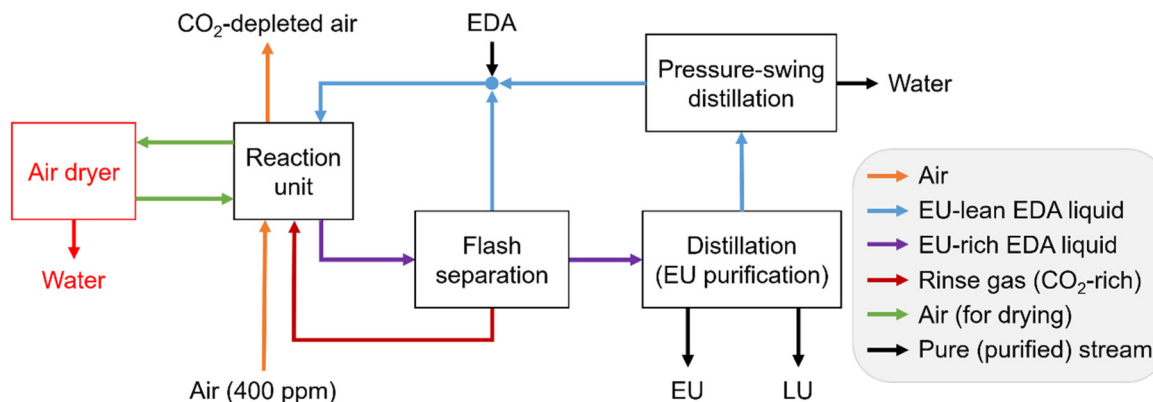 CO₂-depleted air
EDA
Pressure-swing
distillation
Water
Air dryer
Reaction
unit
Water
Flash
separation
Distillation
(EU purification)
Air (400 ppm)
EU
LU
Air
EU-lean EDA liquid
EU-rich EDA liquid
Rinse gas (CO₂-rich)
Air (for drying)
Pure (purified) stream